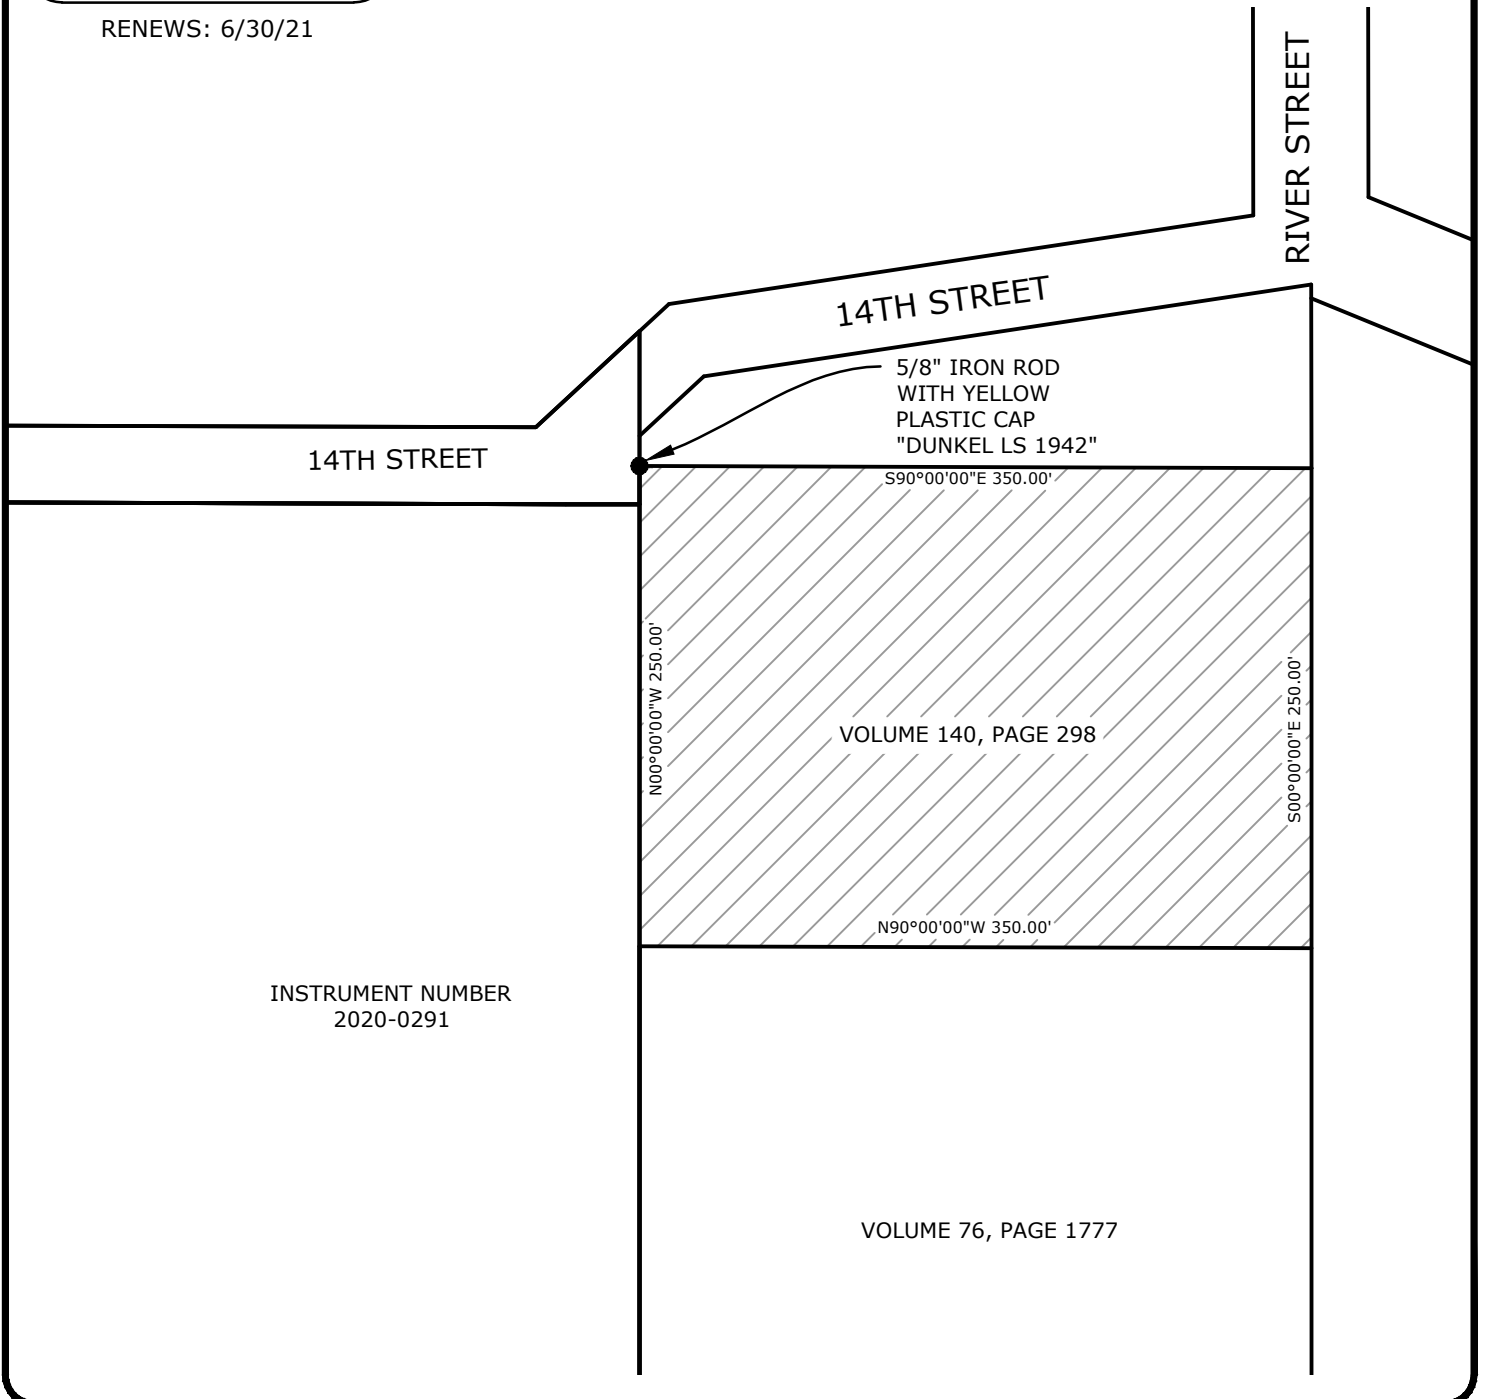 RENEWS: 6/30/21
RIVER STREET
14TH STREET
5/8" IRON ROD
WITH YELLOW
PLASTIC CAP
"DUNKEL LS 1942"
14TH STREET
S90°00'00"E 350.00'
N00°00'00"W 250.00'
S00°00'00"E 250.00'
VOLUME 140, PAGE 298
N90°00'00"W 350.00'
INSTRUMENT NUMBER
2020-0291
VOLUME 76, PAGE 1777